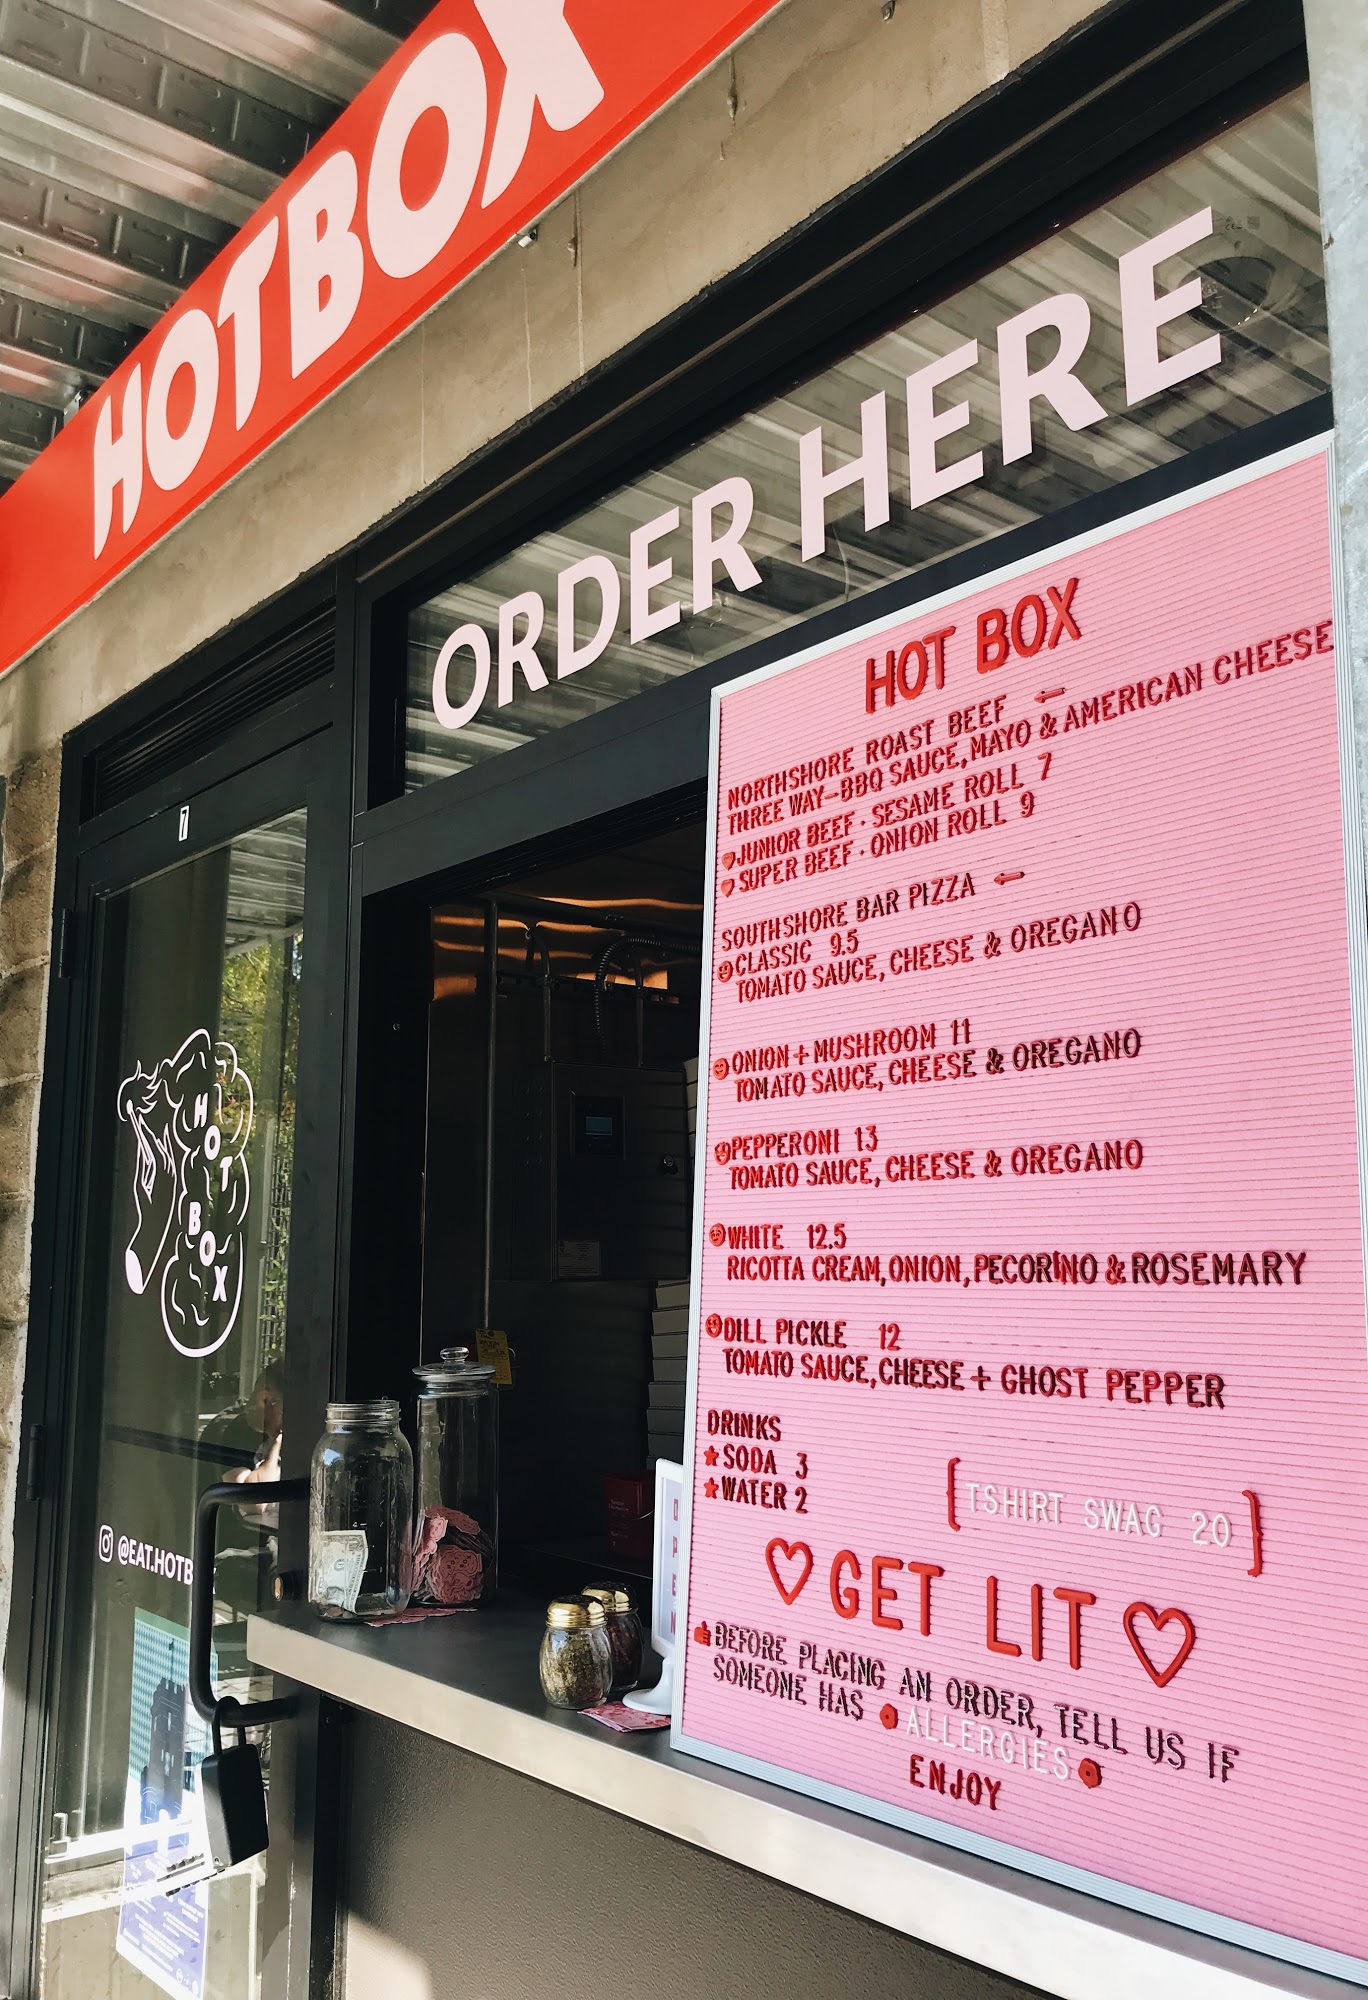 HOTBOX
ORDER HERE
7
HOT BOX
@EAT.HOTB
OPEN
HOT BOX
NORTHSHORE ROAST BEEF
THREE WAY-BBQ SAUCE, MAYO & AMERICAN CHEESE
JUNIOR BEEF · SESAME ROLL 7
SUPER BEEF · ONION ROLL 9
SOUTHSHORE BAR PIZZA
CLASSIC 9.5
TOMATO SAUCE, CHEESE & OREGANO
ONION + MUSHROOM 11
TOMATO SAUCE, CHEESE & OREGANO
PEPPERONI 13
TOMATO SAUCE, CHEESE & OREGANO
WHITE 12.5
RICOTTA CREAM, ONION, PECORINO & ROSEMARY
DILL PICKLE 12
TOMATO SAUCE, CHEESE + GHOST PEPPER
DRINKS
SODA 3
WATER 2
[TSHIRT SWAG 20]
GET LIT
BEFORE PLACING AN ORDER, TELL US IF
SOMEONE HAS ALLERGIES
ENJOY